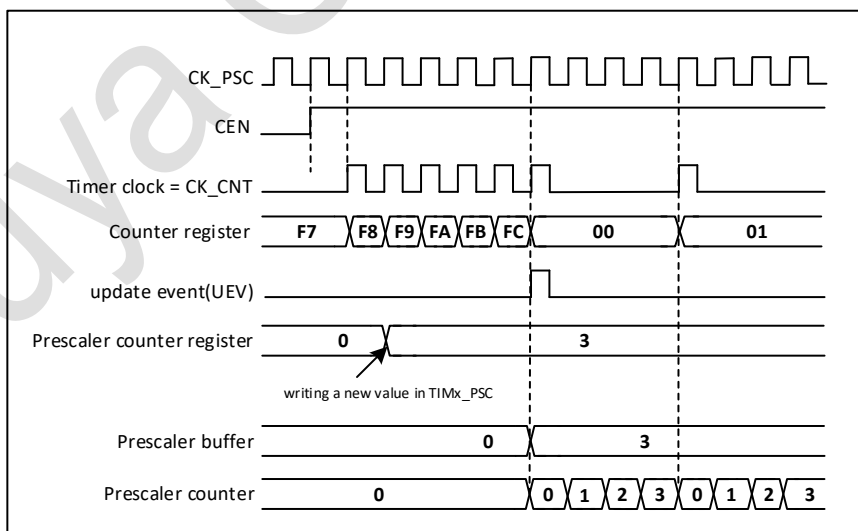 CK_PSC
CEN
Timer clock = CK_CNT
Counter register F7 F8 F9 FA FB FC 00 01
update event(UEV)
Prescaler counter register 0 3
writing a new value in TIMx_PSC
Prescaler buffer 0 3
Prescaler counter 0 0 1 2 3 0 1 2 3